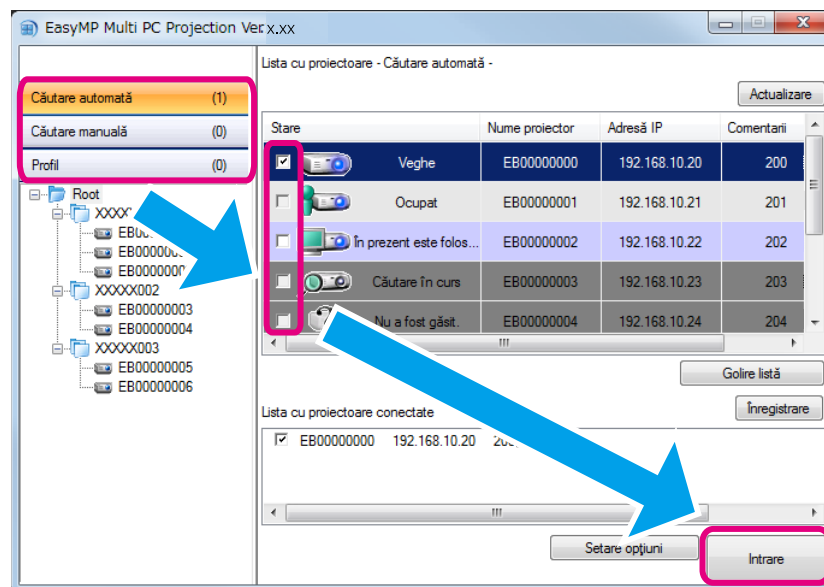 EasyMP Multi PC Projection Ver. x.xx
Lista cu proiectoare - Căutare automată -
Căutare automată (1)
Căutare manuală (0)
Profil (0)
Actualizare
Stare Nume proiector Adresă IP Comentarii
Veghe EB00000000 192.168.10.20 200
Ocupat EB00000001 192.168.10.21 201
În prezent este folos... EB00000002 192.168.10.22 202
Căutare în curs EB00000003 192.168.10.23 203
Nu a fost găsit. EB00000004 192.168.10.24 204
Root
XXXXX002
EB00000003
EB00000004
XXXXX003
EB00000005
EB00000006
Golire listă
Înregistrare
Lista cu proiectoare conectate
EB00000000 192.168.10.20
Setare opţiuni
Intrare